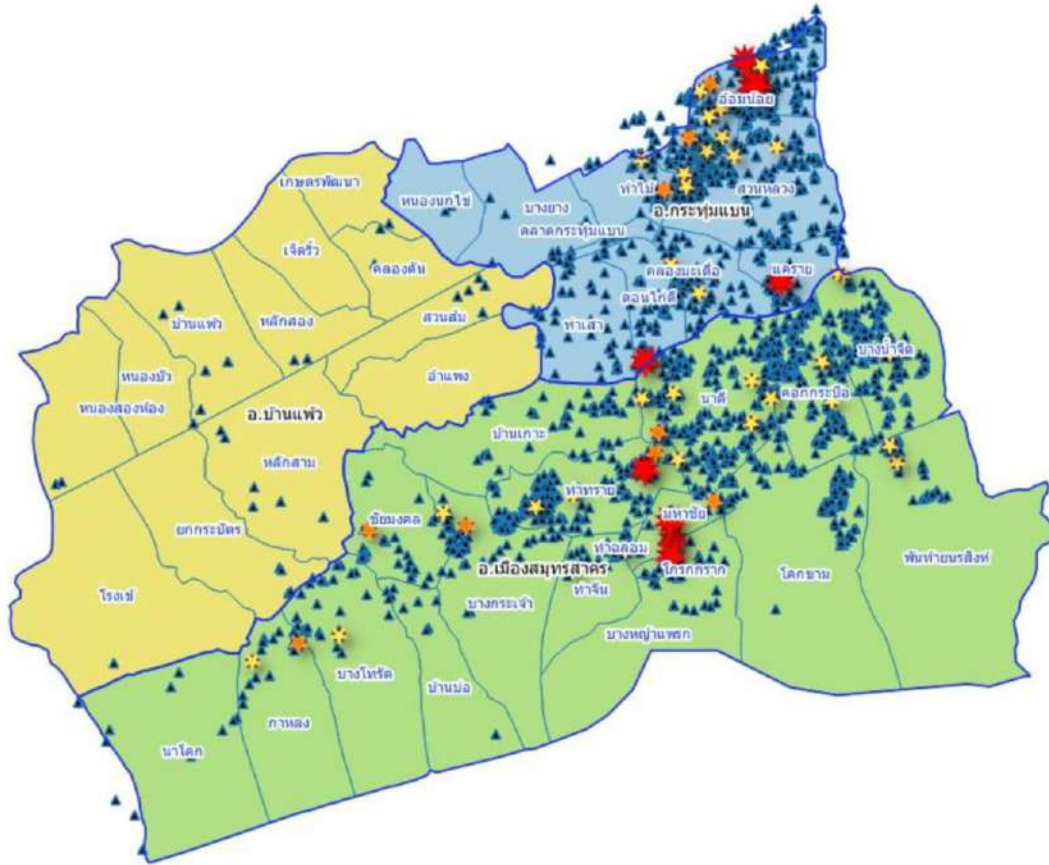 อ้อมน้อย
เกษตรพัฒนา
ท่าไม้
สวนหลวง
หนองนกไข่
บางยาง
อ.กระทุ่มแบน
ตลาดกระทุ่มแบน
เจ็ดริ้ว
คลองตัน
คลองมะเดื่อ
แคราย
ดอนไก่ดี
สวนส้ม
ท่าเสา
บ้านแพ้ว
หลักสอง
หนองบัว
อำแพง
บางน้ำจืด
นาดี
คอกกระบือ
หนองสองห้อง
อ.บ้านแพ้ว
บ้านเกาะ
หลักสาม
ท่าทราย
ชัยมงคล
มหาชัย
ยกกระบัตร
ท่าฉลอม
พันท้ายนรสิงห์
อ.เมืองสมุทรสาคร
โกรกกราก
โคกขาม
ท่าจีน
โรงเข้
บางกระเจ้า
บางหญ้าแพรก
บางโทรัด
บ้านบ่อ
กาหลง
นาโคก